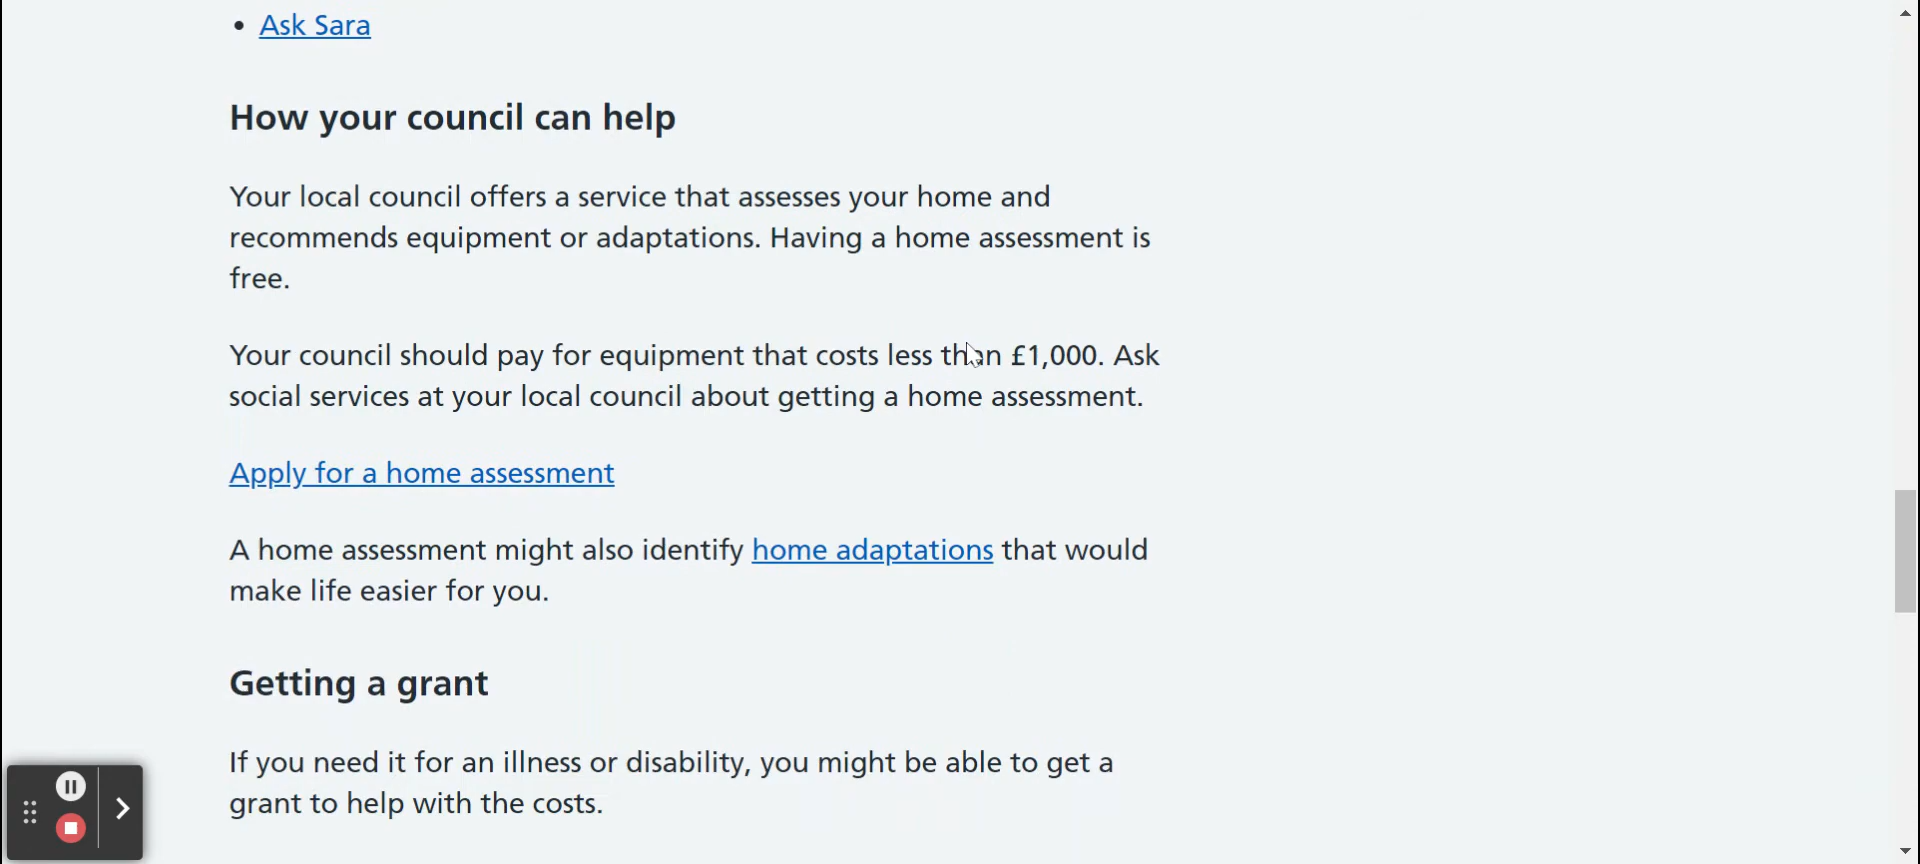 • Ask Sara
How your council can help
Your local council offers a service that assesses your home and
recommends equipment or adaptations. Having a home assessment is
free.
Your council should pay for equipment that costs less than £1,000. Ask
social services at your local council about getting a home assessment.
Apply for a home assessment
A home assessment might also identify home adaptations that would
make life easier for you.
Getting a grant
If you need it for an illness or disability, you might be able to get a
grant to help with the costs.